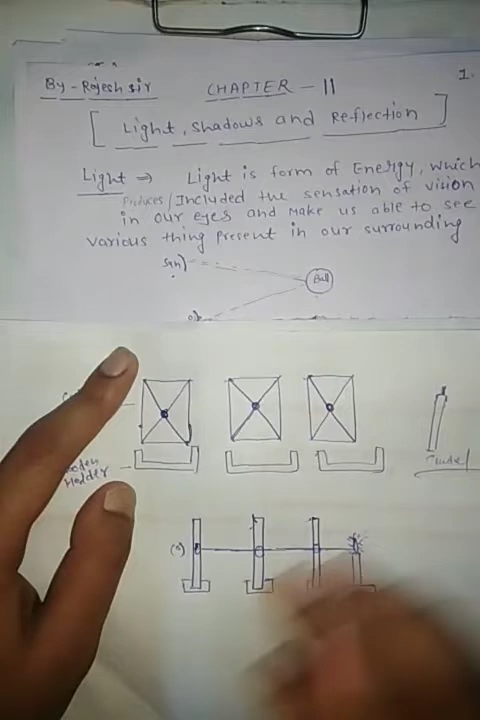 By - Rajesh sir
CHAPTER - 11
1.
[ Light, Shadows and Reflection ]
Light ⇒ Light is form of Energy, which
Produces / Included the sensation of vision
in our eyes and make us able to see
various thing present in our surrounding
Ball
Holder
(a)